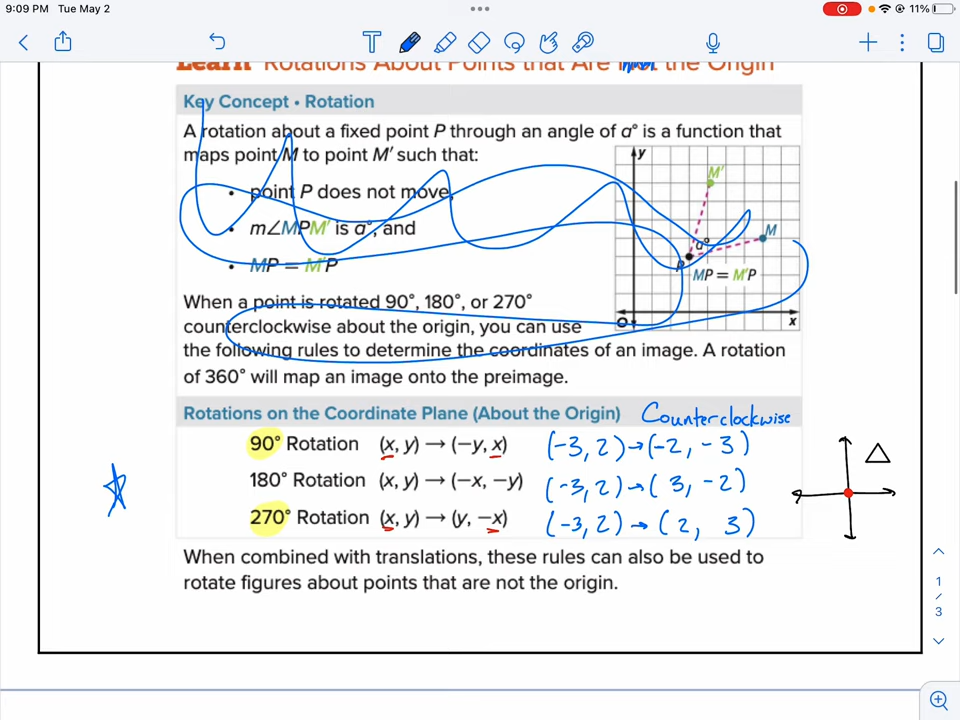 9:09 PM Tue May 2
11%
Learn Rotations About Points that Are Not the Origin
Key Concept • Rotation
A rotation about a fixed point P through an angle of a° is a function that
maps point M to point M′ such that:
• point P does not move,
• m∠MPM′ is a°, and
• MP = M′P
y
M′
M
a°
P
MP = M′P
O
x
When a point is rotated 90°, 180°, or 270°
counterclockwise about the origin, you can use
the following rules to determine the coordinates of an image. A rotation
of 360° will map an image onto the preimage.
Rotations on the Coordinate Plane (About the Origin) Counterclockwise
90° Rotation (x, y) → (−y, x) (-3, 2) → (-2, -3)
180° Rotation (x, y) → (−x, −y) (-3, 2) → (3, -2)
270° Rotation (x, y) → (y, −x) (-3, 2) → (2, 3)
When combined with translations, these rules can also be used to
rotate figures about points that are not the origin.
1
/
3